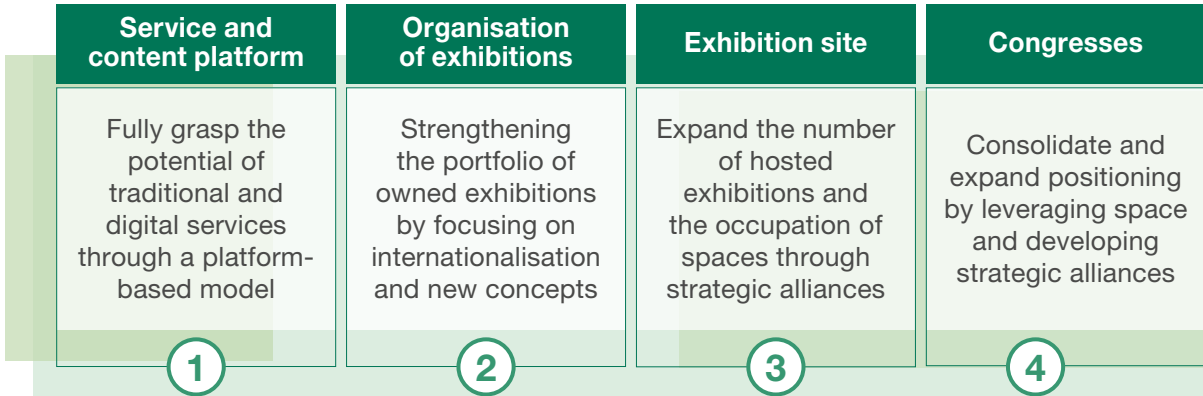 Service and
content platform
Fully grasp the
potential of
traditional and
digital services
through a platform-
based model
1
Organisation
of exhibitions
Strengthening
the portfolio of
owned exhibitions
by focusing on
internationalisation
and new concepts
2
Exhibition site
Expand the number
of hosted
exhibitions and
the occupation of
spaces through
strategic alliances
3
Congresses
Consolidate and
expand positioning
by leveraging space
and developing
strategic alliances
4